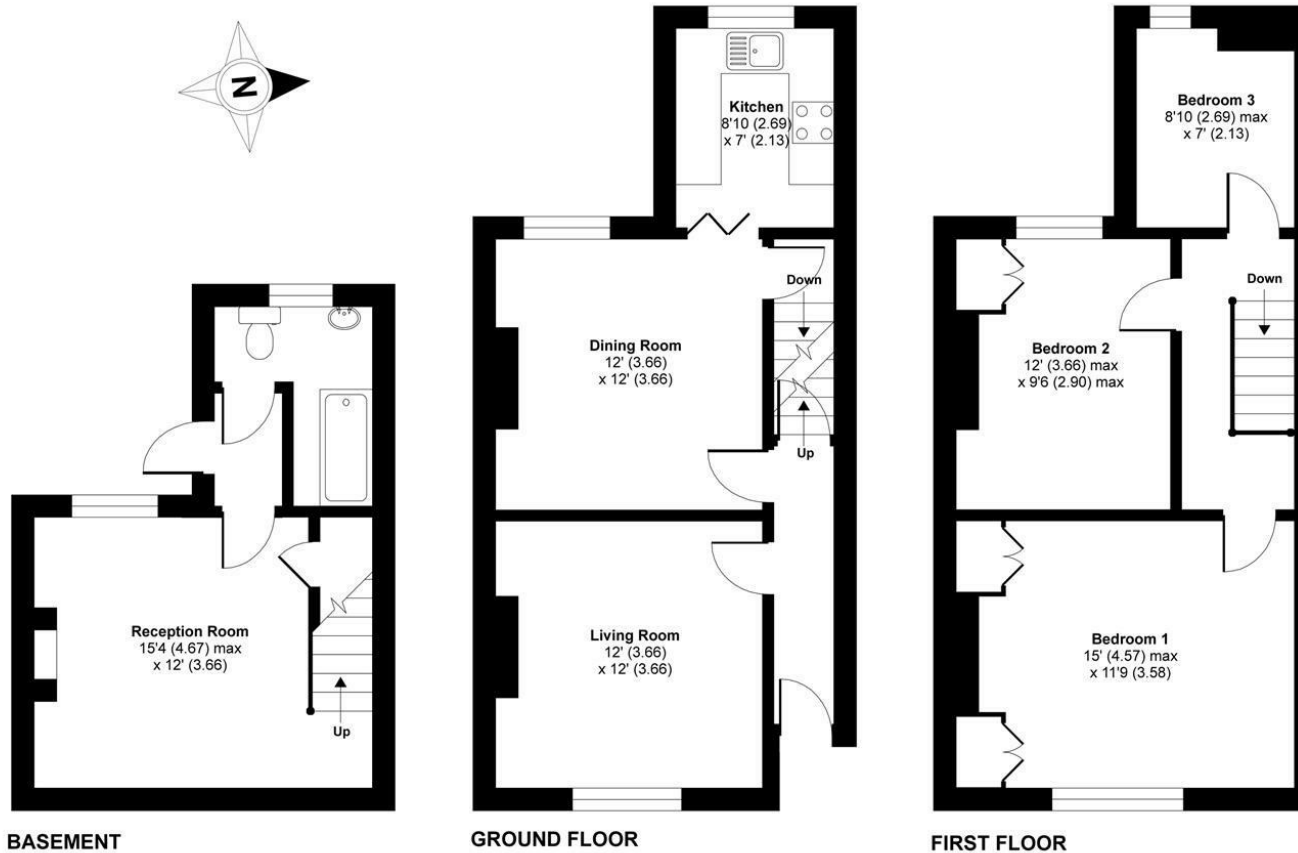 N
Kitchen
8'10 (2.69)
x 7' (2.13)
Bedroom 3
8'10 (2.69) max
x 7' (2.13)
Down
Dining Room
12' (3.66)
x 12' (3.66)
Up
Down
Bedroom 2
12' (3.66) max
x 9'6 (2.90) max
Reception Room
15'4 (4.67) max
x 12' (3.66)
Up
Living Room
12' (3.66)
x 12' (3.66)
Bedroom 1
15' (4.57) max
x 11'9 (3.58)
BASEMENT
GROUND FLOOR
FIRST FLOOR